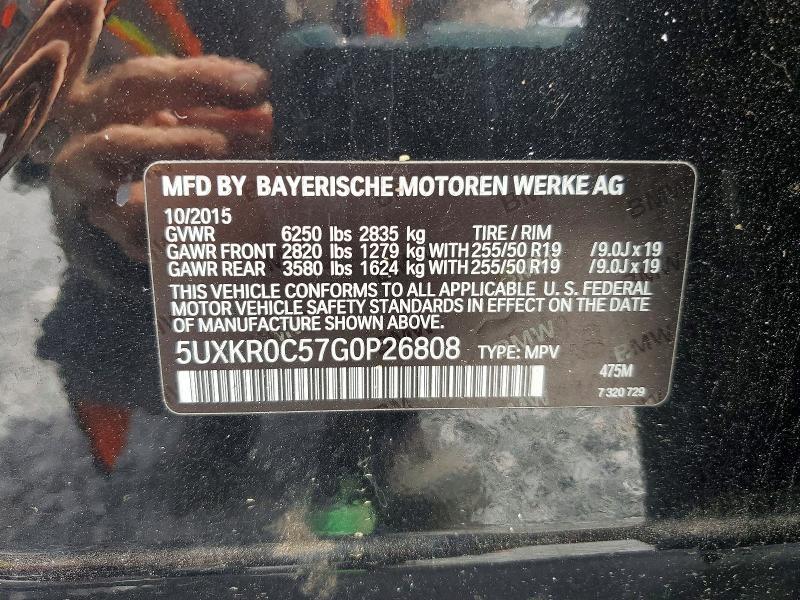 MFD BY BAYERISCHE MOTOREN WERKE AG
10/2015
GVWR 6250 lbs 2835 kg TIRE / RIM
GAWR FRONT 2820 lbs 1279 kg WITH 255/50 R19 /9.0J x 19
GAWR REAR 3580 lbs 1624 kg WITH 255/50 R19 /9.0J x 19
THIS VEHICLE CONFORMS TO ALL APPLICABLE U. S. FEDERAL
MOTOR VEHICLE SAFETY STANDARDS IN EFFECT ON THE DATE
OF MANUFACTURE SHOWN ABOVE.
5UXKR0C57G0P26808 TYPE: MPV
475M
7 320 729
BMW
BMW
BMW